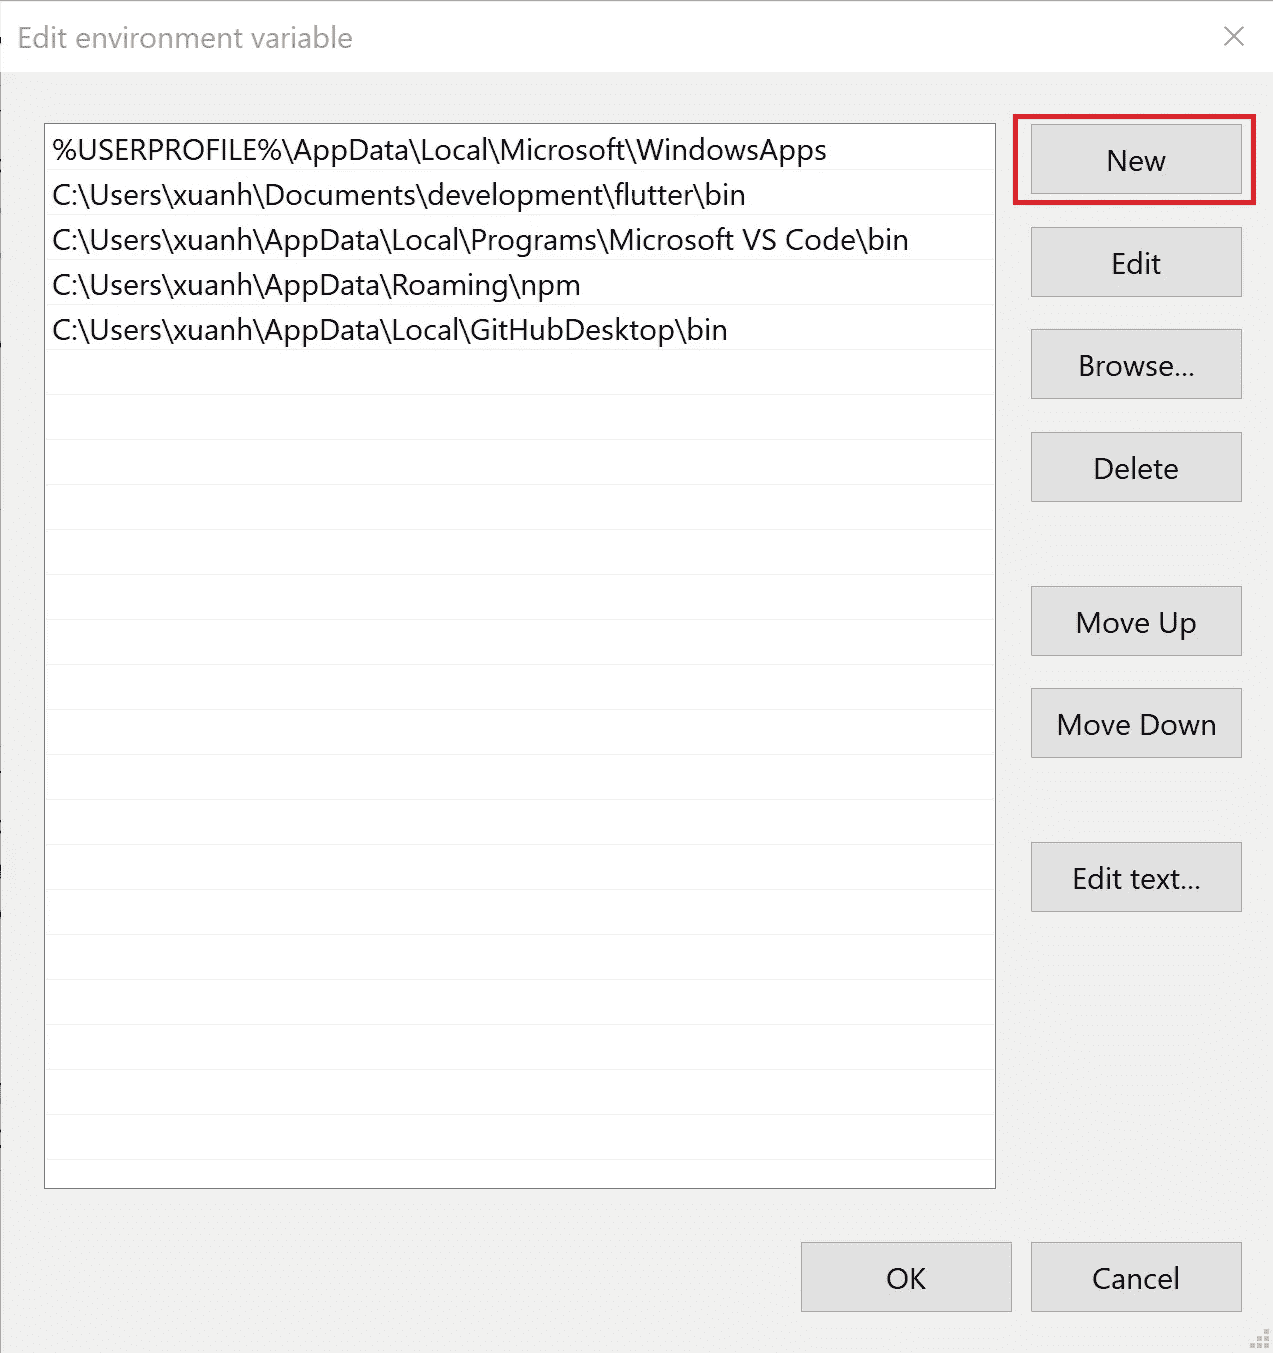 Edit environment variable
%USERPROFILE%\AppData\Local\Microsoft\WindowsApps
C:\Users\xuanh\Documents\development\flutter\bin
C:\Users\xuanh\AppData\Local\Programs\Microsoft VS Code\bin
C:\Users\xuanh\AppData\Roaming\npm
C:\Users\xuanh\AppData\Local\GitHubDesktop\bin
New
Edit
Browse...
Delete
Move Up
Move Down
Edit text...
OK
Cancel